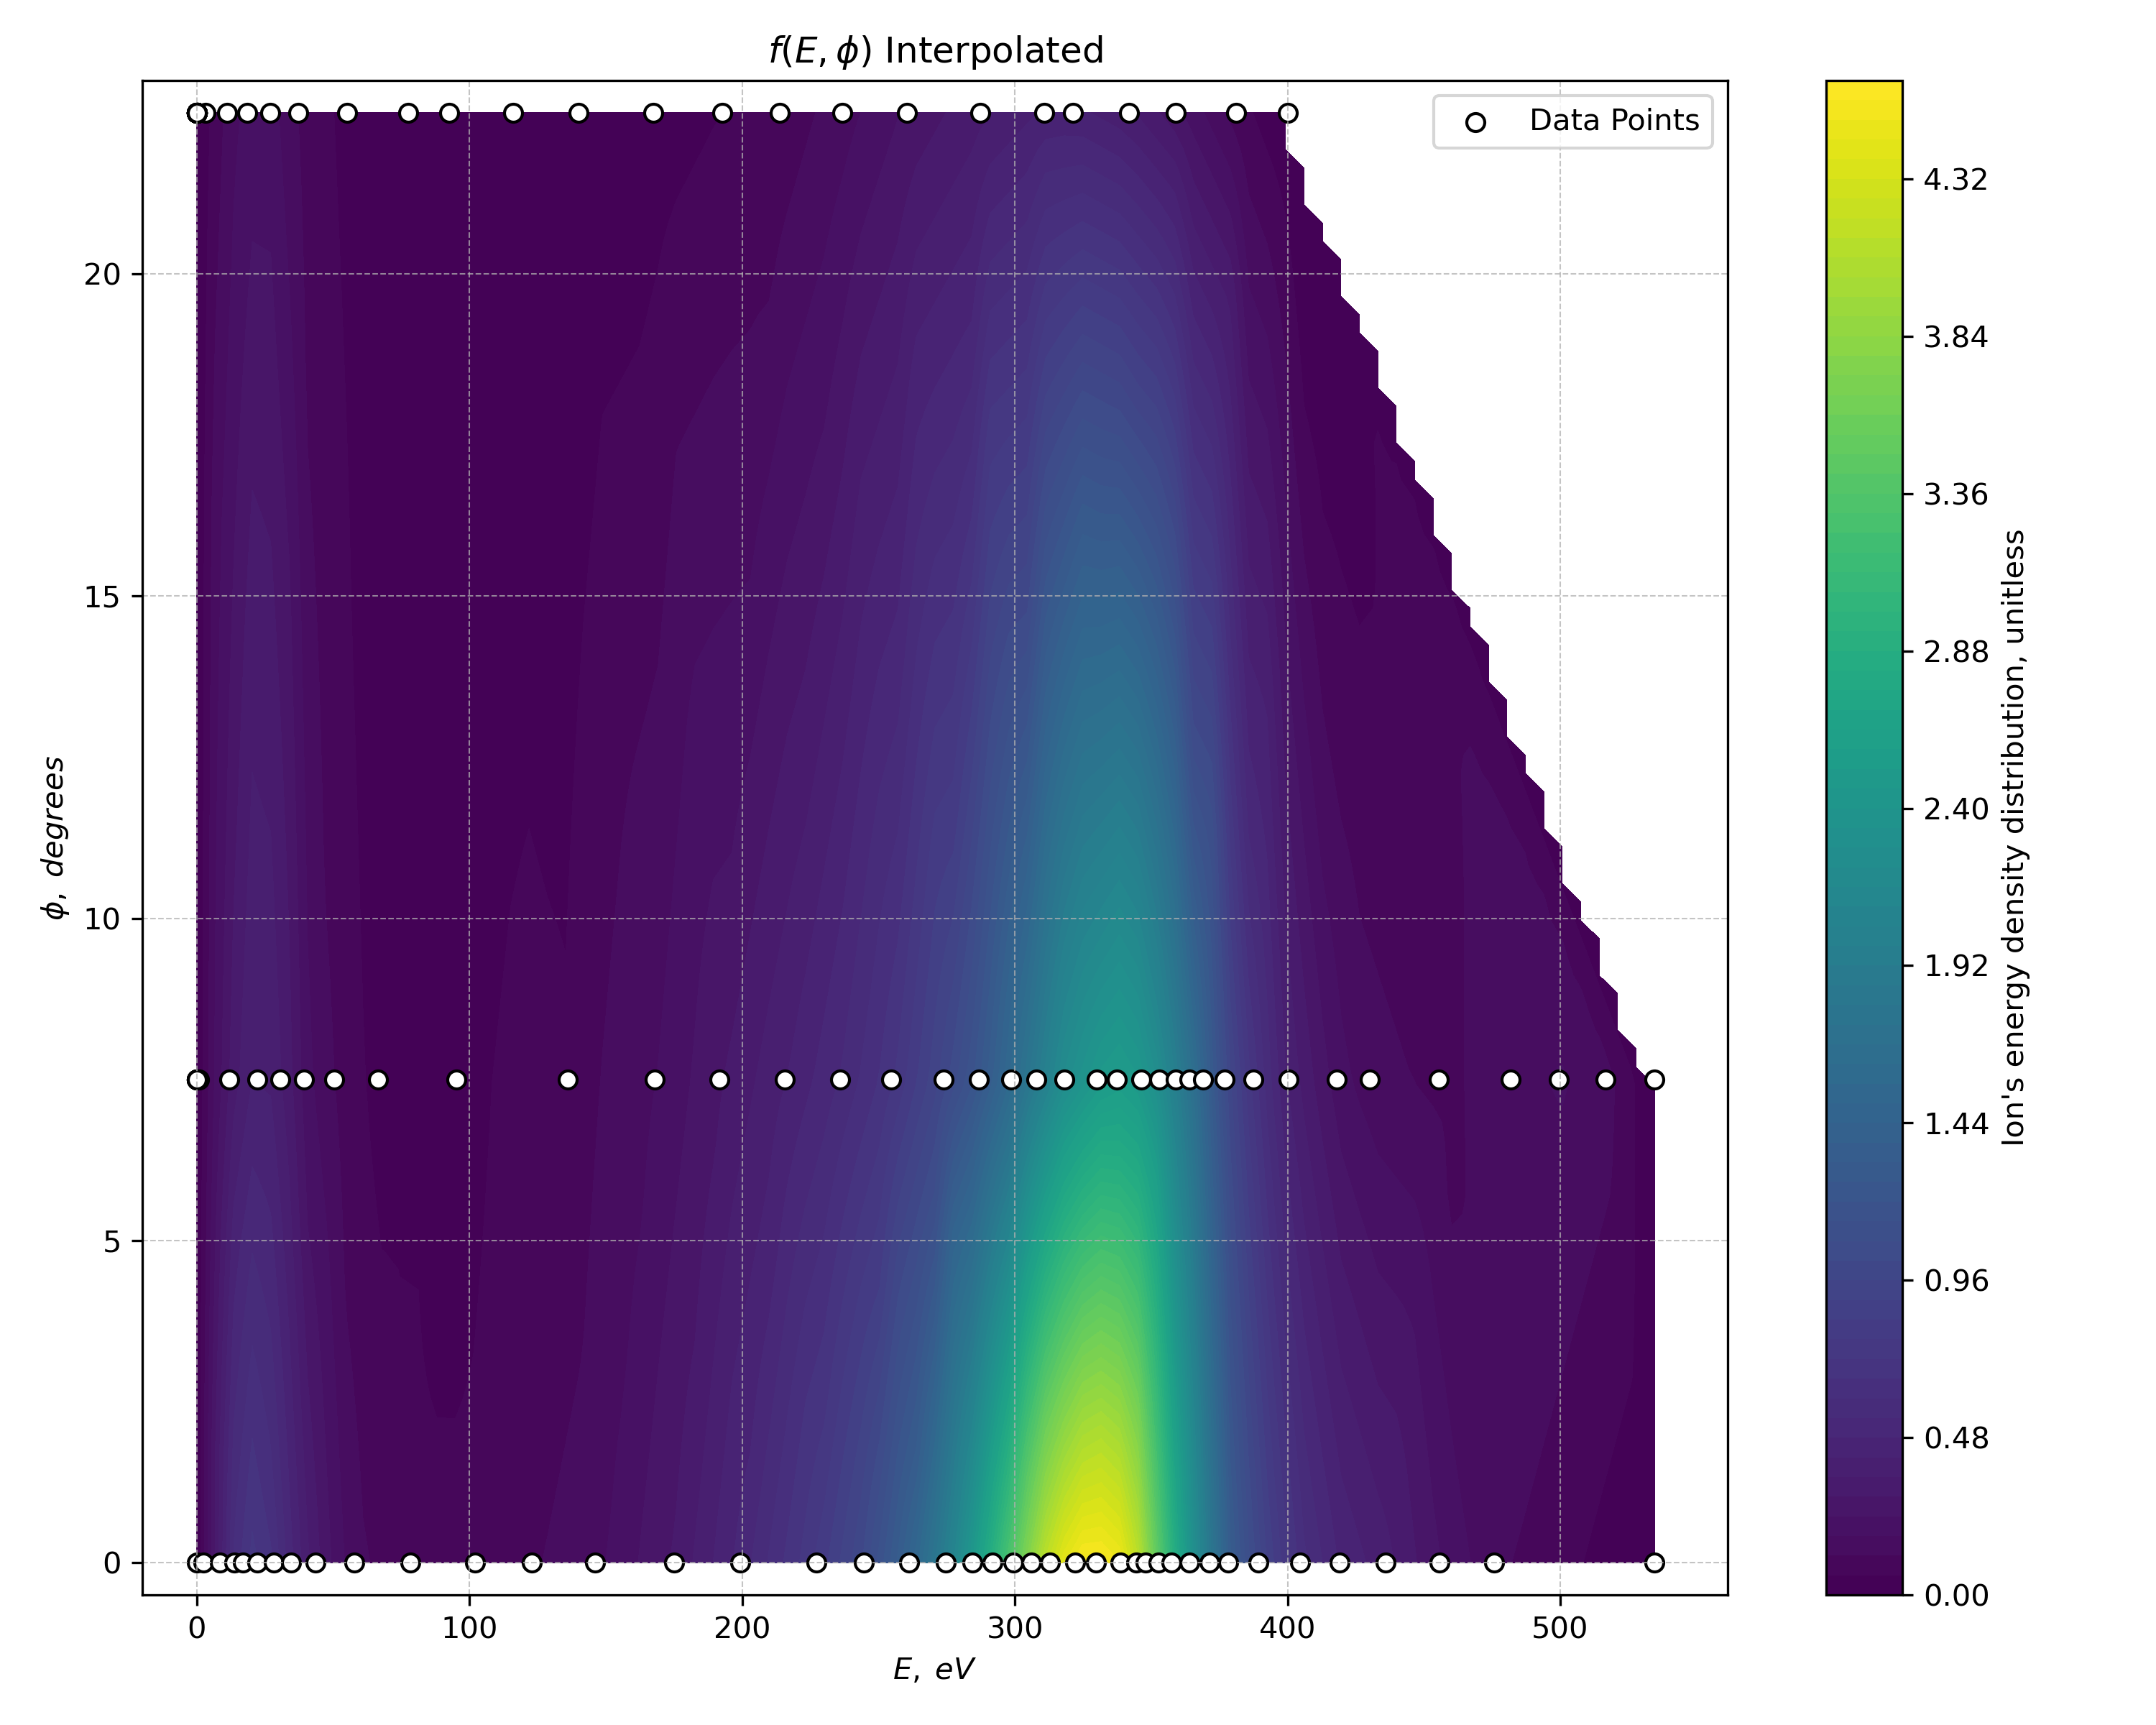 f(E, ϕ) Interpolated
Data Points
20
15
10
5
0
ϕ, degrees
0 100 200 300 400 500
E, eV
4.32
3.84
3.36
2.88
2.40
1.92
1.44
0.96
0.48
0.00
Ion's energy density distribution, unitless